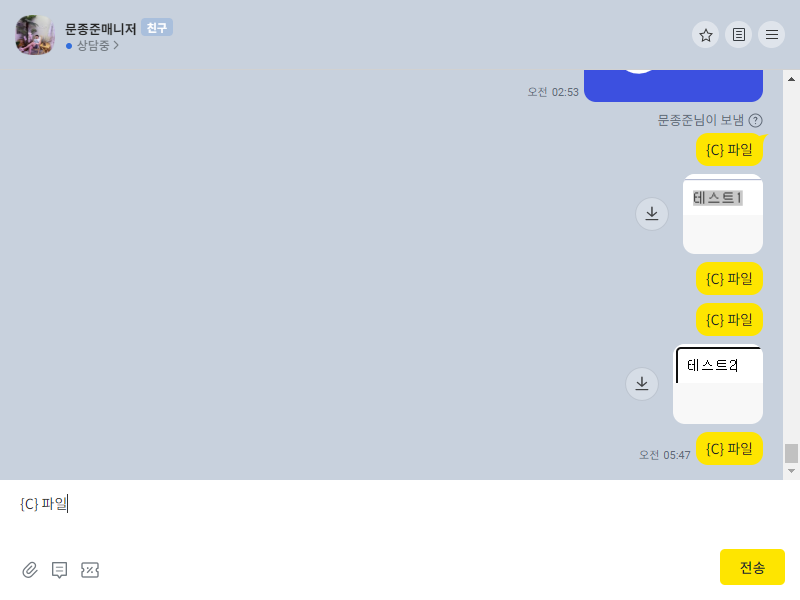 문종준매니저 친구
상담중
오전 02:53
문종준님이 보냄 ?
{C} 파일
테스트1
{C} 파일
{C} 파일
테스트2
오전 05:47 {C} 파일
{C} 파일
전송